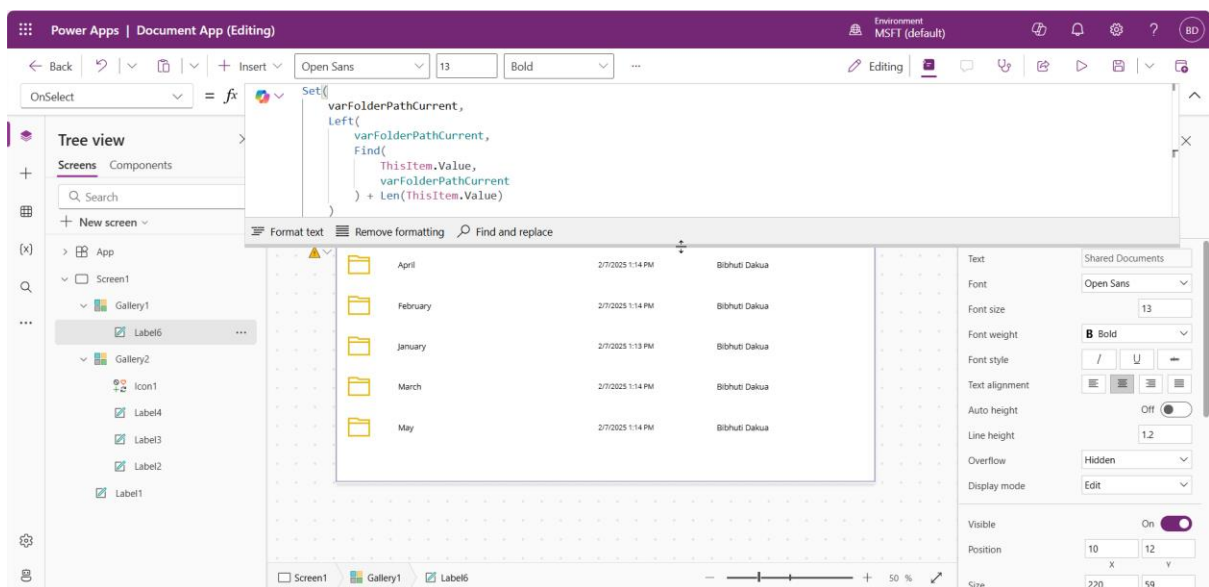 Power Apps | Document App (Editing)
Environment
MSFT (default)
BD
Back
Insert
Open Sans
13
Bold
...
Editing
OnSelect
= fx
Set(
varFolderPathCurrent,
Left(
varFolderPathCurrent,
Find(
ThisItem.Value,
varFolderPathCurrent
) + Len(ThisItem.Value)
)
Format text
Remove formatting
Find and replace
Tree view
Screens
Components
Search
New screen
App
Screen1
Gallery1
Label6
...
Gallery2
Icon1
Label4
Label3
Label2
Label1
April 2/7/2025 1:14 PM Bibhuti Dakua
February 2/7/2025 1:14 PM Bibhuti Dakua
January 2/7/2025 1:13 PM Bibhuti Dakua
March 2/7/2025 1:14 PM Bibhuti Dakua
May 2/7/2025 1:14 PM Bibhuti Dakua
Text Shared Documents
Font Open Sans
Font size 13
Font weight B Bold
Font style / U abc
Text alignment
Auto height Off
Line height 1.2
Overflow Hidden
Display mode Edit
Visible On
Position 10 12
X Y
Size 220 59
Screen1 Gallery1 Label6
− + 50 %